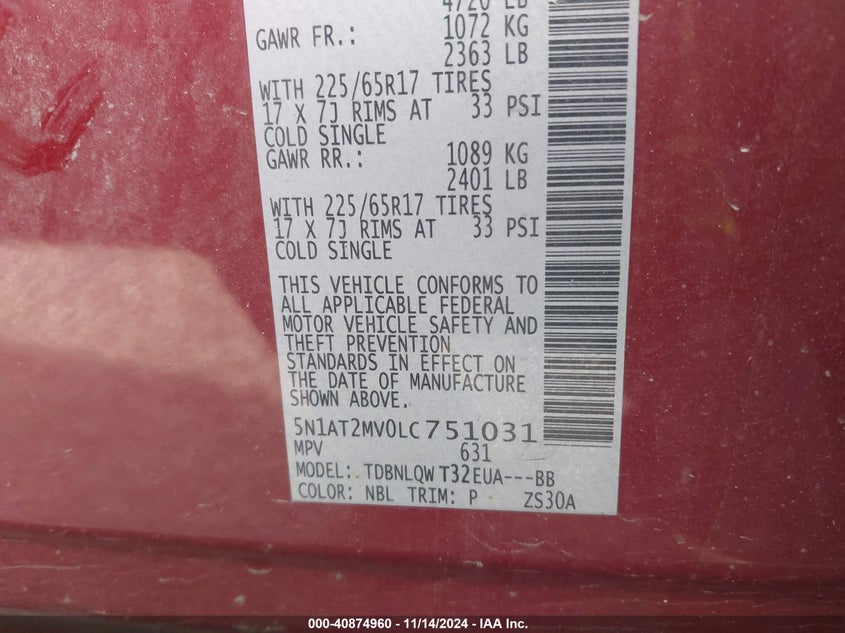 4720 LB
GAWR FR.: 1072 KG
2363 LB
WITH 225/65R17 TIRES
17 X 7J RIMS AT 33 PSI
COLD SINGLE
GAWR RR.: 1089 KG
2401 LB
WITH 225/65R17 TIRES
17 X 7J RIMS AT 33 PSI
COLD SINGLE
THIS VEHICLE CONFORMS TO
ALL APPLICABLE FEDERAL
MOTOR VEHICLE SAFETY AND
THEFT PREVENTION
STANDARDS IN EFFECT ON
THE DATE OF MANUFACTURE
SHOWN ABOVE.
5N1AT2MV0LC751031
MPV 631
MODEL: TDBNLQW T32EUA---BB
COLOR: NBL TRIM: P ZS30A
000-40874960 - 11/14/2024 - IAA Inc.